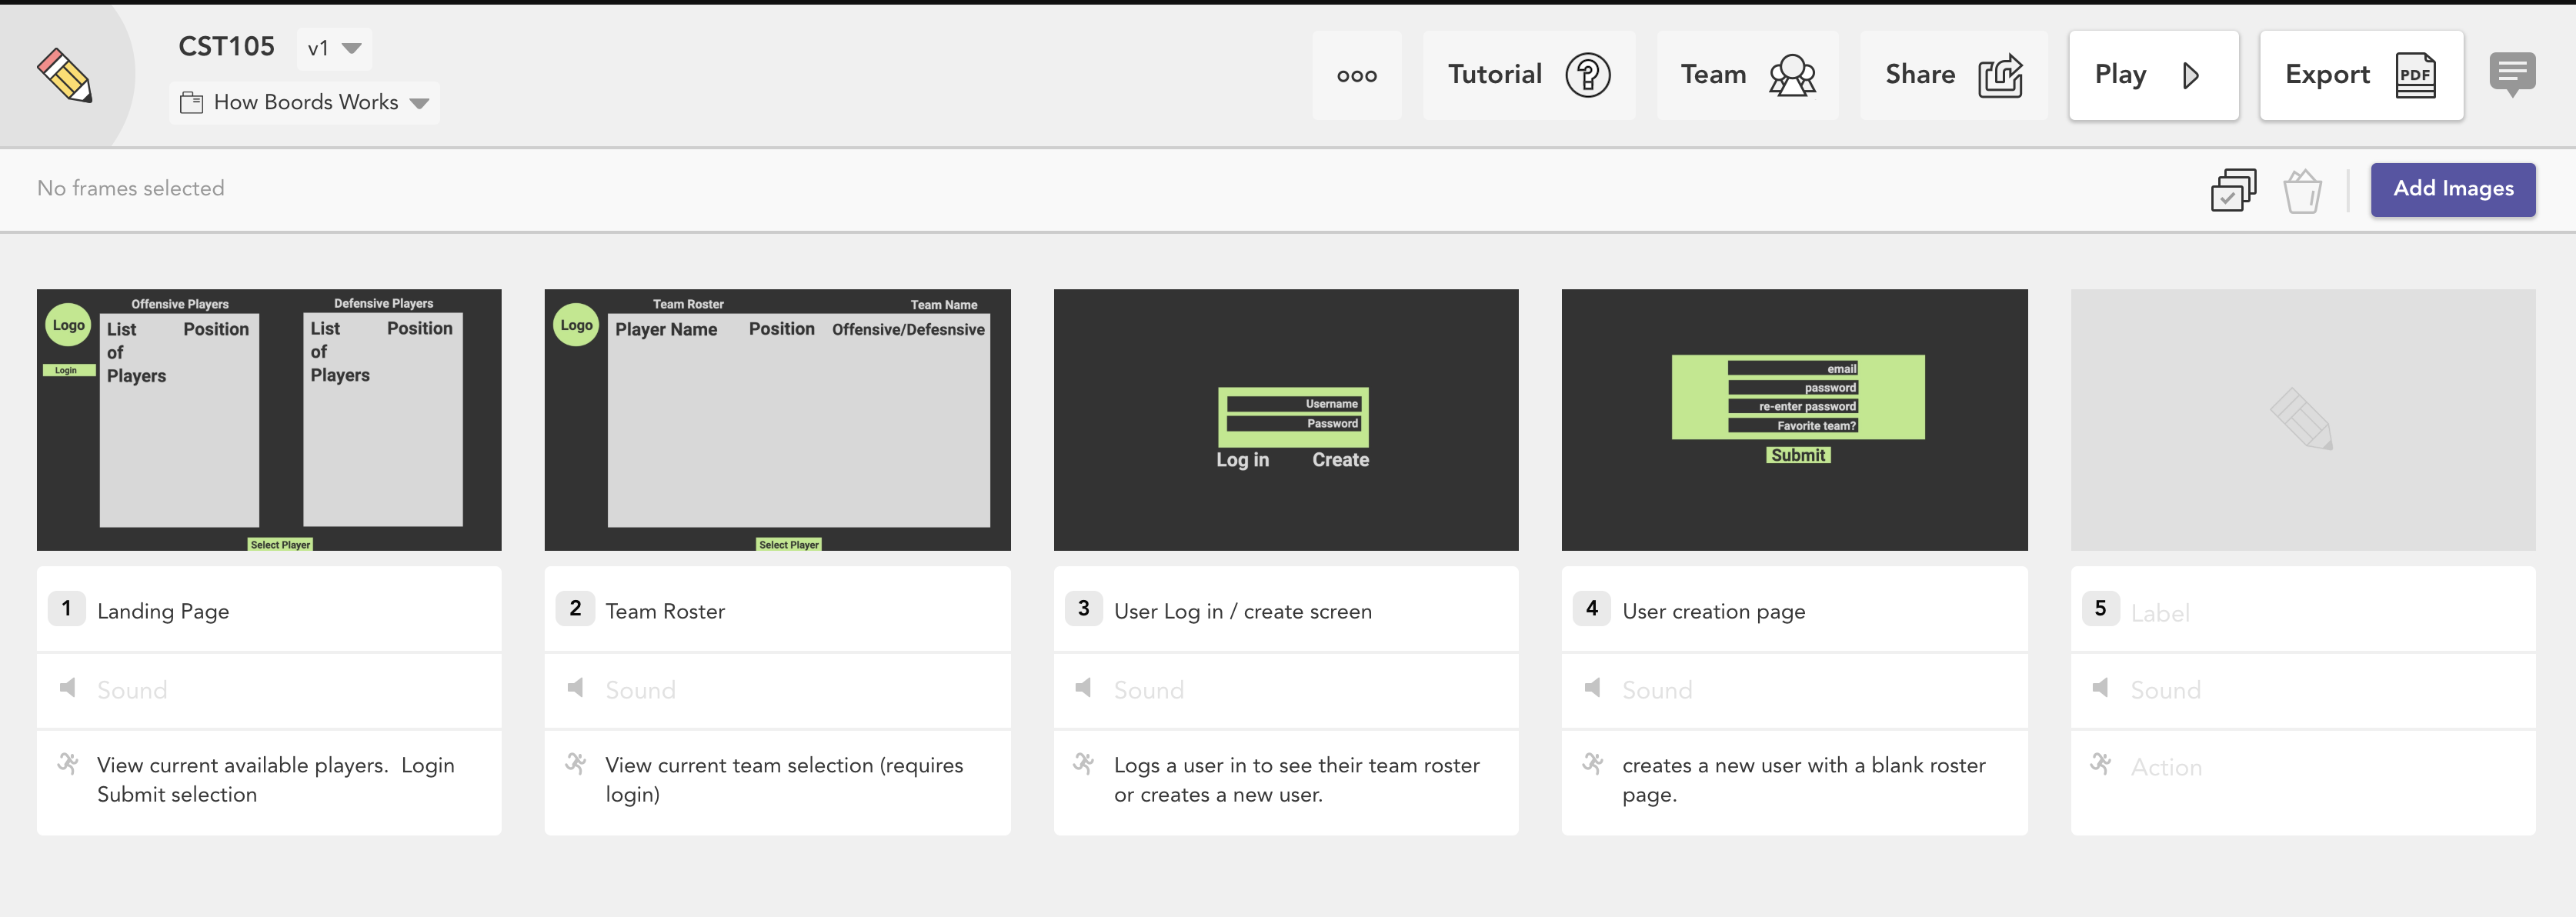 CST105
v1
How Boords Works
ooo
Tutorial
?
Team
Share
Play
Export
PDF
No frames selected
Add Images
Offensive Players
Defensive Players
Logo
List
of
Players
Position
List
of
Players
Position
Login
Select Player
Team Roster
Team Name
Logo
Player Name
Position
Offensive/Defesnsive
Select Player
Username
Password
Log in
Create
email
password
re-enter password
Favorite team?
Submit
1
Landing Page
Sound
View current available players. Login
Submit selection
2
Team Roster
Sound
View current team selection (requires
login)
3
User Log in / create screen
Sound
Logs a user in to see their team roster
or creates a new user.
4
User creation page
Sound
creates a new user with a blank roster
page.
5
Label
Sound
Action